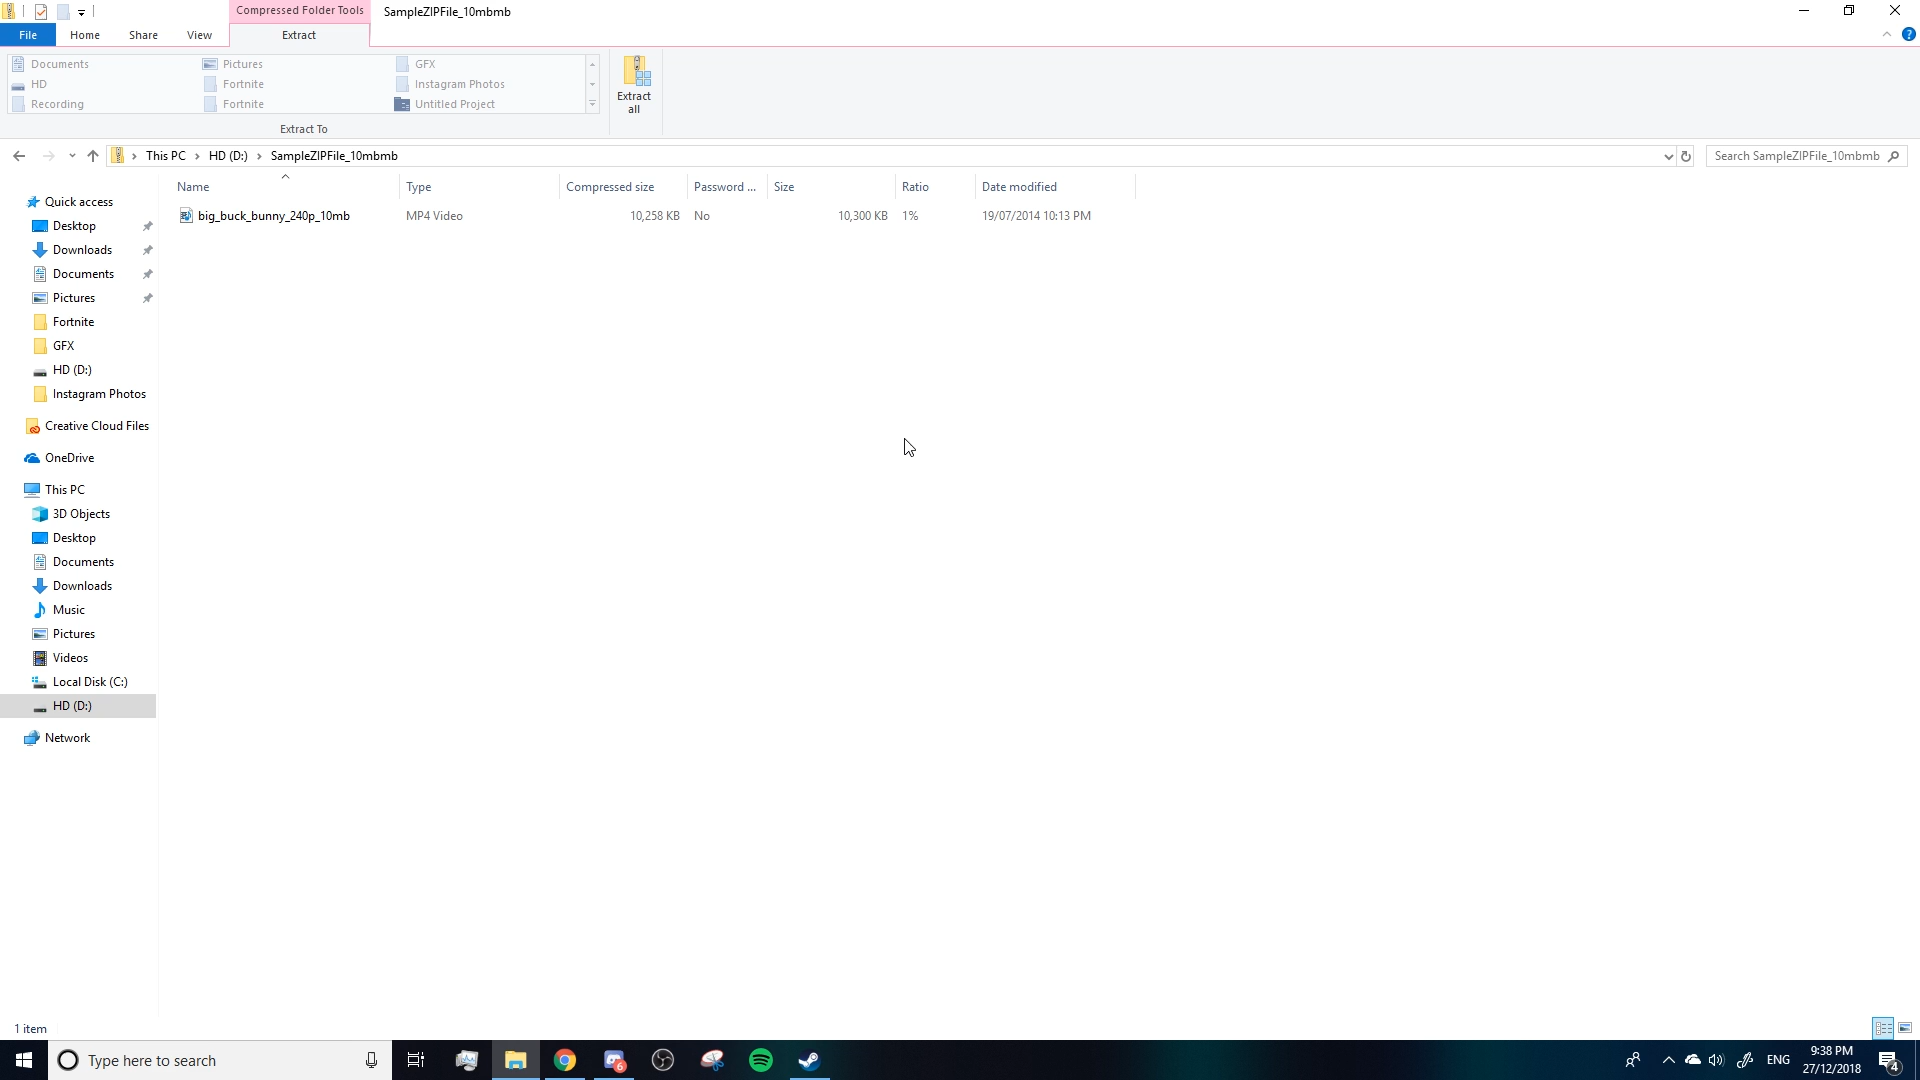 Compressed Folder Tools SampleZIPFile_10mbmb
File Home Share View Extract
Documents Pictures GFX
HD Fortnite Instagram Photos
Recording Fortnite Untitled Project
Extract all
Extract To
This PC HD (D:) SampleZIPFile_10mbmb
Search SampleZIPFile_10mbmb
Name Type Compressed size Password ... Size Ratio Date modified
big_buck_bunny_240p_10mb MP4 Video 10,258 KB No 10,300 KB 1% 19/07/2014 10:13 PM
Quick access
Desktop
Downloads
Documents
Pictures
Fortnite
GFX
HD (D:)
Instagram Photos
Creative Cloud Files
OneDrive
This PC
3D Objects
Desktop
Documents
Downloads
Music
Pictures
Videos
Local Disk (C:)
HD (D:)
Network
1 item
Type here to search
6
ENG
9:38 PM
27/12/2018
4